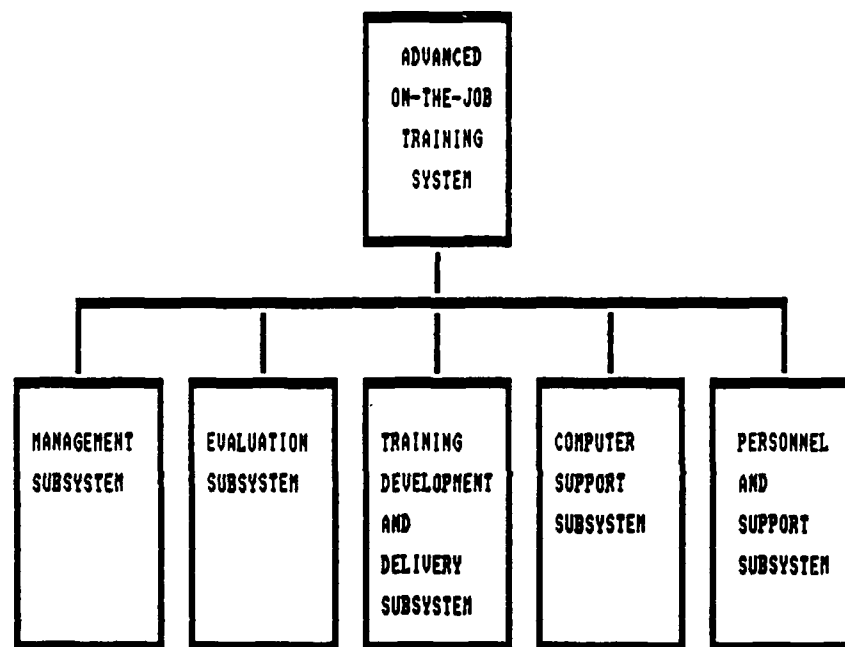 ADVANCED
ON-THE-JOB
TRAINING
SYSTEM
MANAGEMENT
SUBSYSTEM
EVALUATION
SUBSYSTEM
TRAINING
DEVELOPMENT
AND
DELIVERY
SUBSYSTEM
COMPUTER
SUPPORT
SUBSYSTEM
PERSONNEL
AND
SUPPORT
SUBSYSTEM